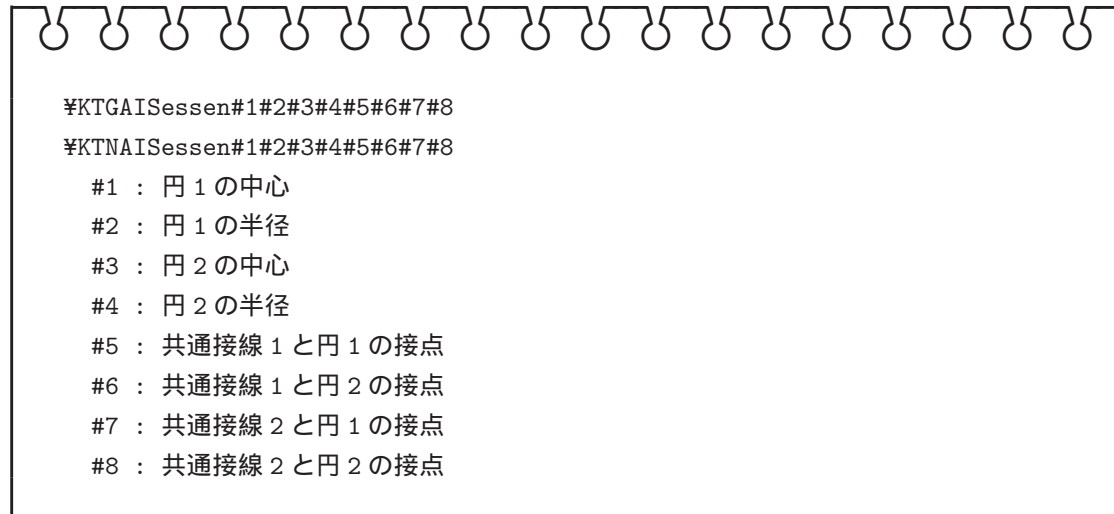 ¥KTGAISessen#1#2#3#4#5#6#7#8
¥KTNAISessen#1#2#3#4#5#6#7#8
#1 : 円 1 の中心
#2 : 円 1 の半径
#3 : 円 2 の中心
#4 : 円 2 の半径
#5 : 共通接線 1 と円 1 の接点
#6 : 共通接線 1 と円 2 の接点
#7 : 共通接線 2 と円 1 の接点
#8 : 共通接線 2 と円 2 の接点